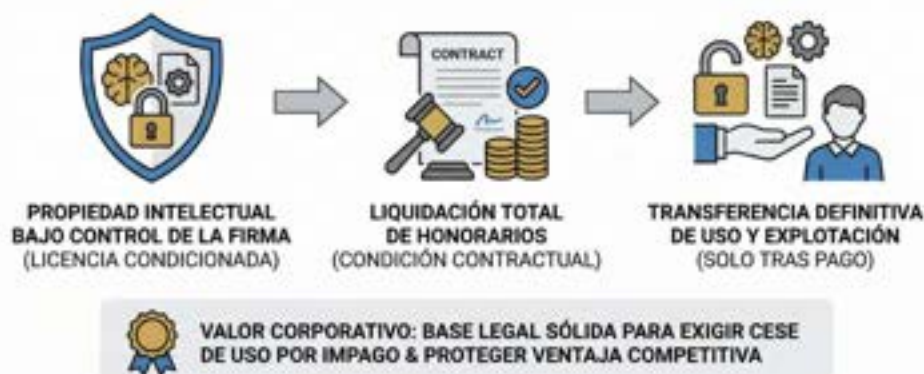 CONTRACT
PROPIEDAD INTELECTUAL
BAJO CONTROL DE LA FIRMA
(LICENCIA CONDICIONADA)
LIQUIDACIÓN TOTAL
DE HONORARIOS
(CONDICIÓN CONTRACTUAL)
TRANSFERENCIA DEFINITIVA
DE USO Y EXPLOTACIÓN
(SOLO TRAS PAGO)
VALOR CORPORATIVO: BASE LEGAL SÓLIDA PARA EXIGIR CESE
DE USO POR IMPAGO & PROTEGER VENTAJA COMPETITIVA